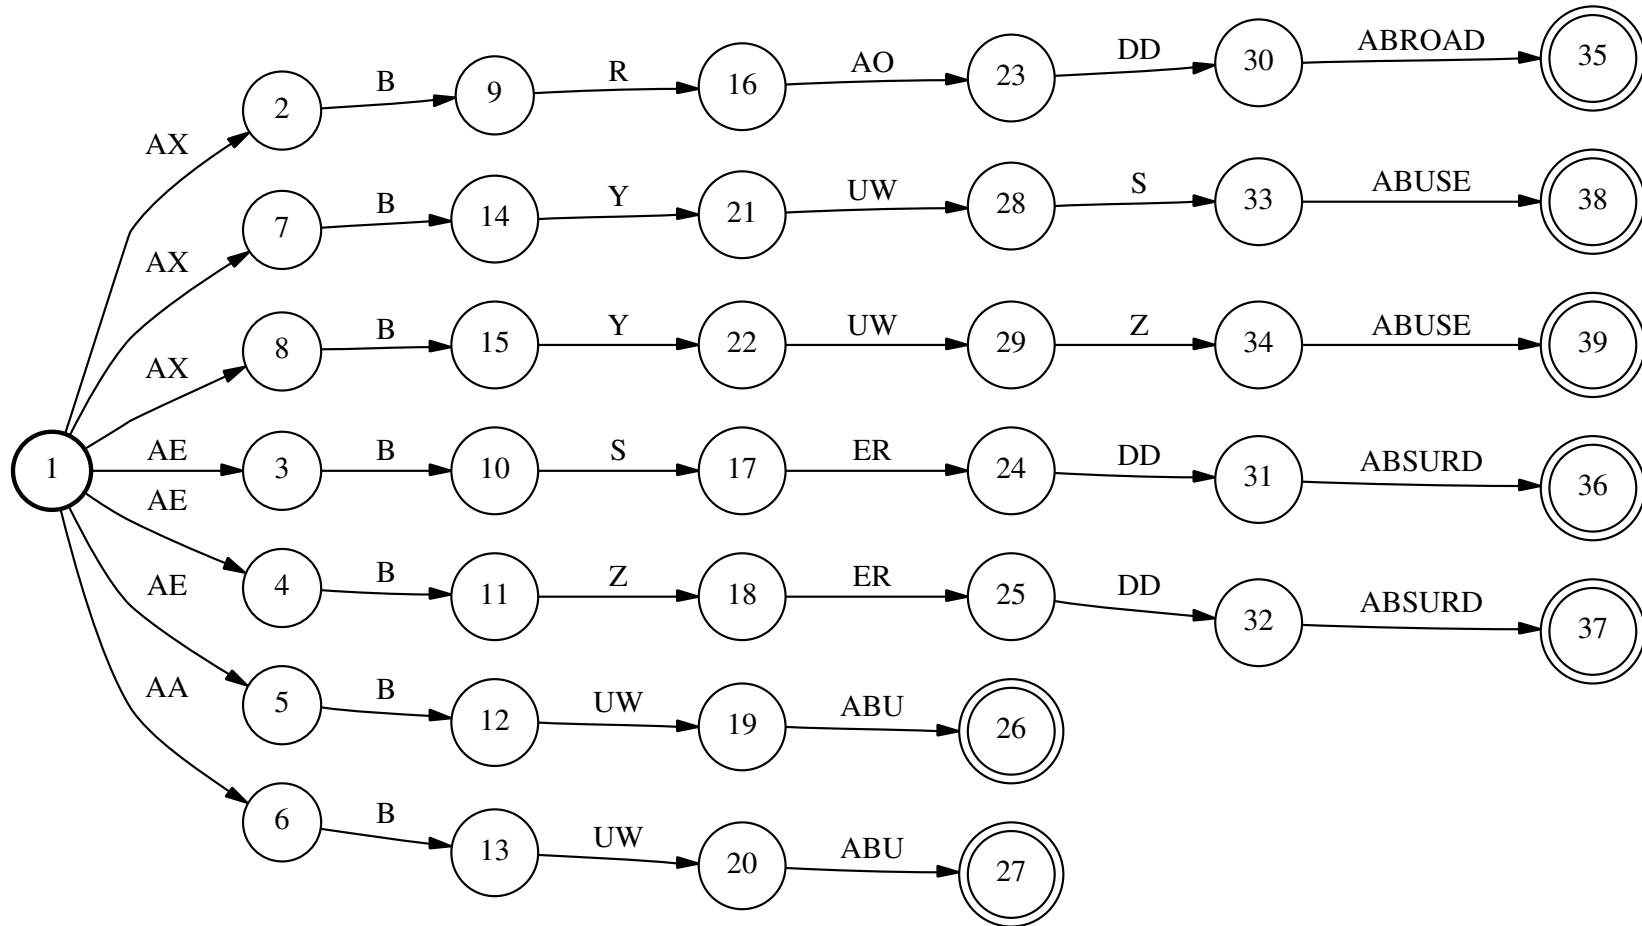 AX 2 B 9 R 16 AO 23 DD 30 ABROAD 35
AX 7 B 14 Y 21 UW 28 S 33 ABUSE 38
AX 8 B 15 Y 22 UW 29 Z 34 ABUSE 39
1 AE 3 B 10 S 17 ER 24 DD 31 ABSURD 36
AE 4 B 11 Z 18 ER 25 DD 32 ABSURD 37
AE 5 B 12 UW 19 ABU 26
AA 6 B 13 UW 20 ABU 27